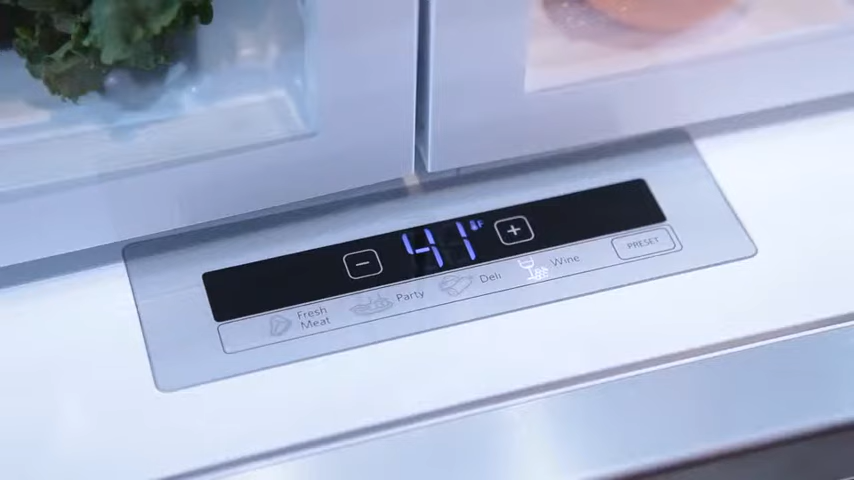 − 41°F +
Fresh
Meat
Party
Deli
Wine
PRESET